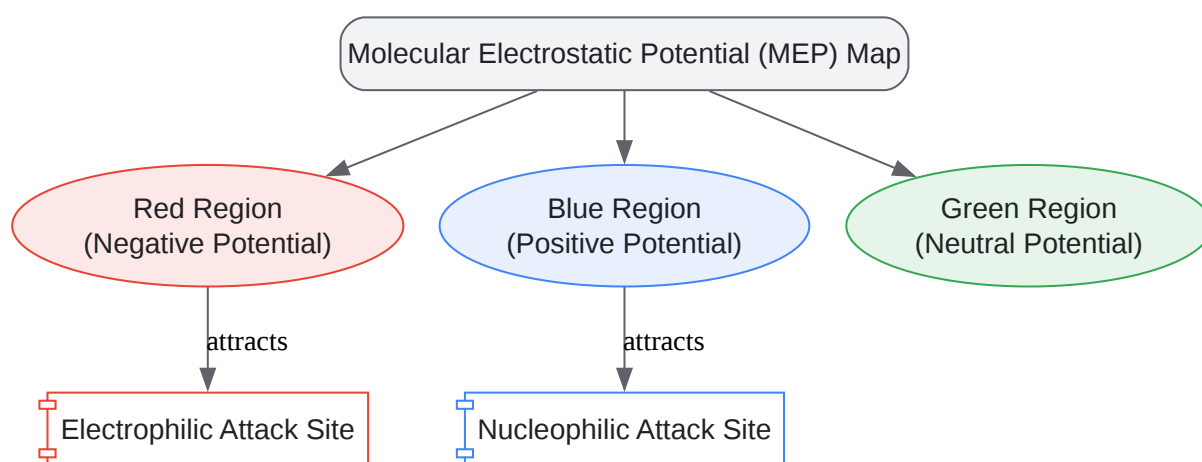 Molecular Electrostatic Potential (MEP) Map
Red Region
(Negative Potential)
Blue Region
(Positive Potential)
Green Region
(Neutral Potential)
attracts
attracts
Electrophilic Attack Site
Nucleophilic Attack Site